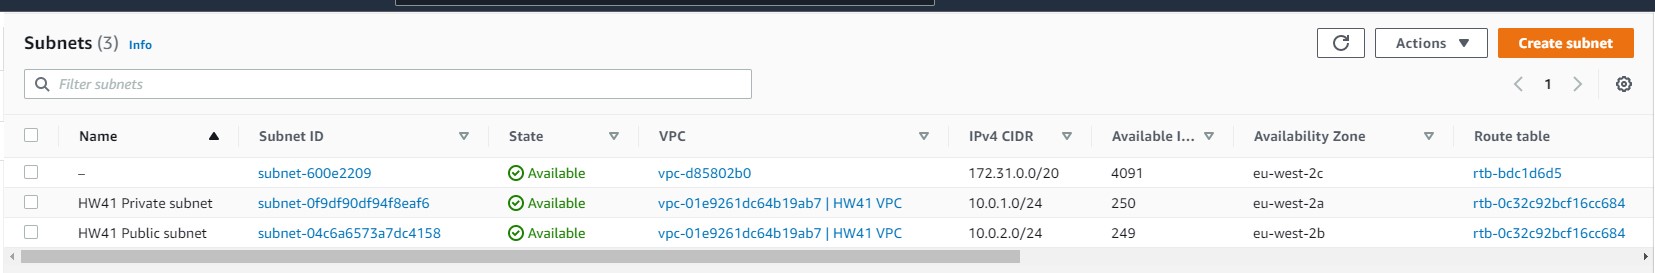 Subnets (3) Info
Actions
Create subnet
Filter subnets
1
Name Subnet ID State VPC IPv4 CIDR Available I... Availability Zone Route table
– subnet-600e2209 Available vpc-d85802b0 172.31.0.0/20 4091 eu-west-2c rtb-bdc1d6d5
HW41 Private subnet subnet-0f9df90df94f8eaf6 Available vpc-01e9261dc64b19ab7 | HW41 VPC 10.0.1.0/24 250 eu-west-2a rtb-0c32c92bcf16cc684
HW41 Public subnet subnet-04c6a6573a7dc4158 Available vpc-01e9261dc64b19ab7 | HW41 VPC 10.0.2.0/24 249 eu-west-2b rtb-0c32c92bcf16cc684